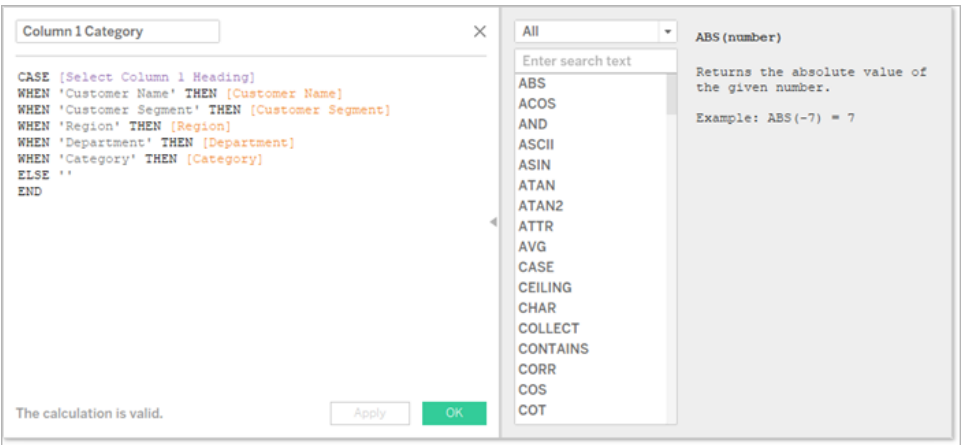 Column 1 Category
CASE [Select Column 1 Heading]
WHEN 'Customer Name' THEN [Customer Name]
WHEN 'Customer Segment' THEN [Customer Segment]
WHEN 'Region' THEN [Region]
WHEN 'Department' THEN [Department]
WHEN 'Category' THEN [Category]
ELSE ''
END
The calculation is valid.
Apply
OK
All
Enter search text
ABS
ACOS
AND
ASCII
ASIN
ATAN
ATAN2
ATTR
AVG
CASE
CEILING
CHAR
COLLECT
CONTAINS
CORR
COS
COT
ABS(number)
Returns the absolute value of
the given number.
Example: ABS(-7) = 7